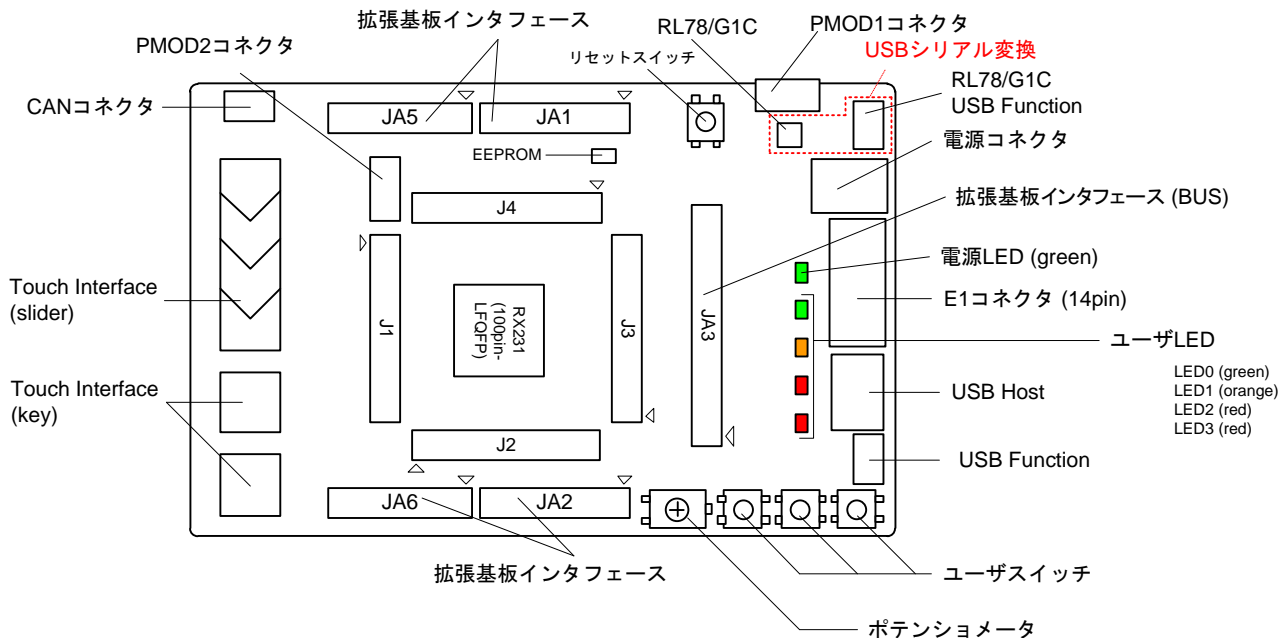 拡張基板インタフェース
RL78/G1C
PMOD1コネクタ
PMOD2コネクタ
リセットスイッチ
USBシリアル変換
CANコネクタ
RL78/G1C
USB Function
JA5
JA1
電源コネクタ
EEPROM
拡張基板インタフェース (BUS)
J4
電源LED (green)
Touch Interface
(slider)
E1コネクタ (14pin)
J1
RX231
(100pin-
LFQFP)
J3
JA3
ユーザLED
LED0 (green)
LED1 (orange)
LED2 (red)
LED3 (red)
Touch Interface
(key)
USB Host
J2
USB Function
JA6
JA2
拡張基板インタフェース
ユーザスイッチ
ポテンショメータ